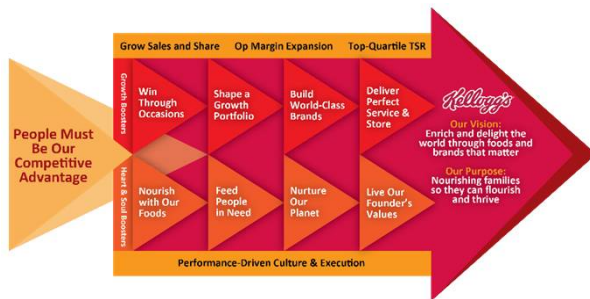 Grow Sales and Share Op Margin Expansion Top-Quartile TSR
People Must
Be Our
Competitive
Advantage
Growth Boosters
Win
Through
Occasions
Shape a
Growth
Portfolio
Build
World-Class
Brands
Deliver
Perfect
Service &
Store
Heart & Soul Boosters
Nourish
with Our
Foods
Feed
People
in Need
Nurture
Our
Planet
Live Our
Founder's
Values
Kellogg's
Our Vision:
Enrich and delight the
world through foods and
brands that matter
Our Purpose:
Nourishing families
so they can flourish
and thrive
Performance-Driven Culture & Execution